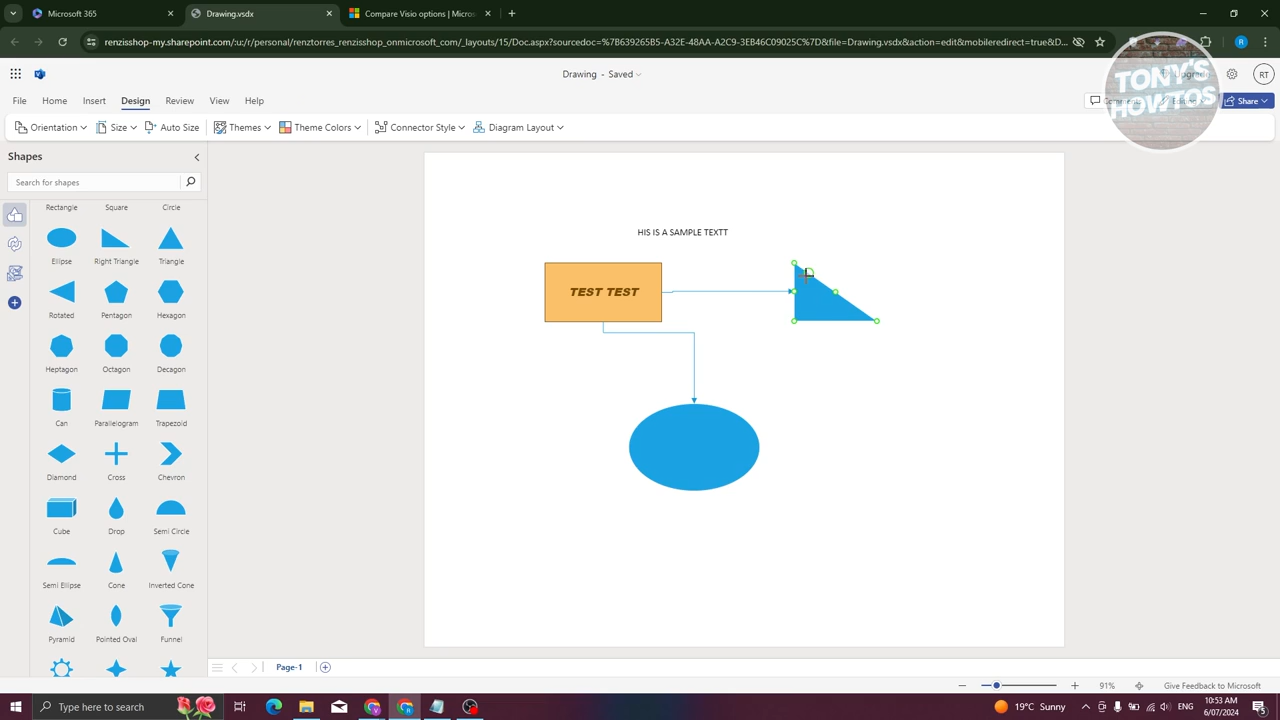 Microsoft 365
Drawing.vsdx
Compare Visio options | Micros
renzisshop-my.sharepoint.com/:u:/r/personal/renztorres_renzisshop_onmicrosoft_com/_layouts/15/Doc.aspx?sourcedoc=%7B639265B5-A32E-48AA-A2C9-3EB46C09025C%7D&file=Drawing.vsdx&action=edit&mobileredirect=true&D...
R
Drawing - Saved
Upgrade
RT
File Home Insert Design Review View Help
Comments Editing Share
Orientation Size Auto Size Themes Theme Colors Connector Style Diagram Layout
TONY'S
HOWTOS
Shapes
Search for shapes
Rectangle Square Circle
Ellipse Right Triangle Triangle
Rotated Pentagon Hexagon
Heptagon Octagon Decagon
Can Parallelogram Trapezoid
Diamond Cross Chevron
Cube Drop Semi Circle
Semi Ellipse Cone Inverted Cone
Pyramid Pointed Oval Funnel
HIS IS A SAMPLE TEXTT
TEST TEST
Page-1
91% Give Feedback to Microsoft
Type here to search
19°C Sunny
ENG
10:53 AM
6/07/2024